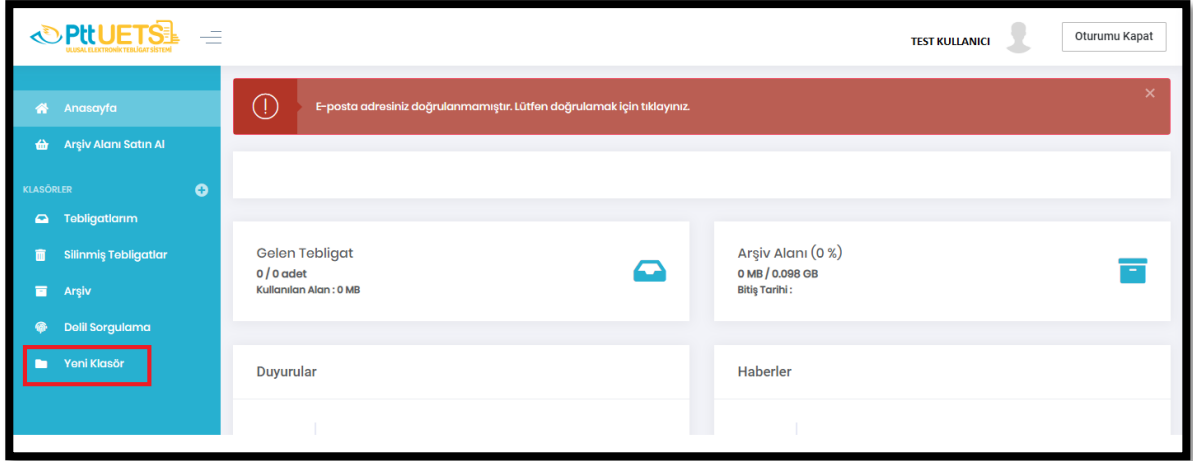 Ptt UETS
ULUSAL ELEKTRONİK TEBLİGAT SİSTEMİ
TEST KULLANICI
Oturumu Kapat
Anasayfa
Arşiv Alanı Satın Al
KLASÖRLER
Tebligatlarım
Silinmiş Tebligatlar
Arşiv
Delil Sorgulama
Yeni Klasör
E-posta adresiniz doğrulanmamıştır. Lütfen doğrulamak için tıklayınız.
Gelen Tebligat
0 / 0 adet
Kullanılan Alan : 0 MB
Arşiv Alanı (0 %)
0 MB / 0.098 GB
Bitiş Tarihi :
Duyurular
Haberler